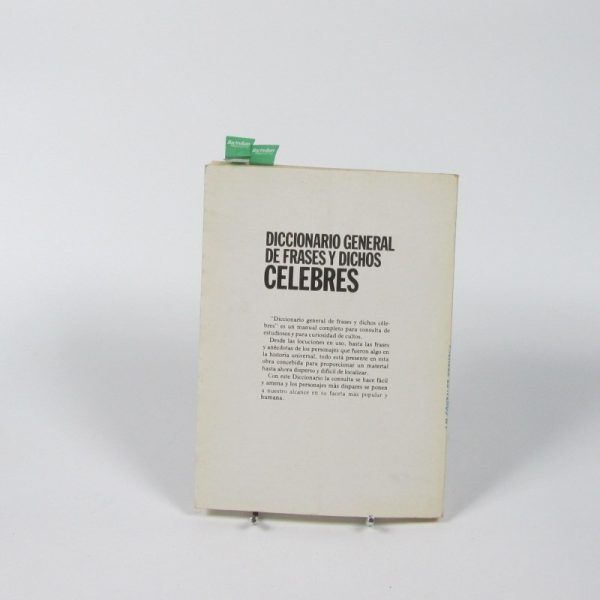 DICCIONARIO GENERAL
DE FRASES Y DICHOS
CELEBRES
"Diccionario general de frases y dichos céle-
bres" es un manual completo para consulta de
estudiosos y para curiosidad de cultos.
Desde las locuciones en uso, hasta las frases
y anécdotas de los personajes que fueron algo en
la historia universal, todo está presente en esta
obra concebida para proporcionar un material
hasta ahora disperso y difícil de localizar.
Con este Diccionario la consulta se hace fácil
y amena y los personajes más dispares se ponen
a nuestro alcance en su faceta más popular y
humana.